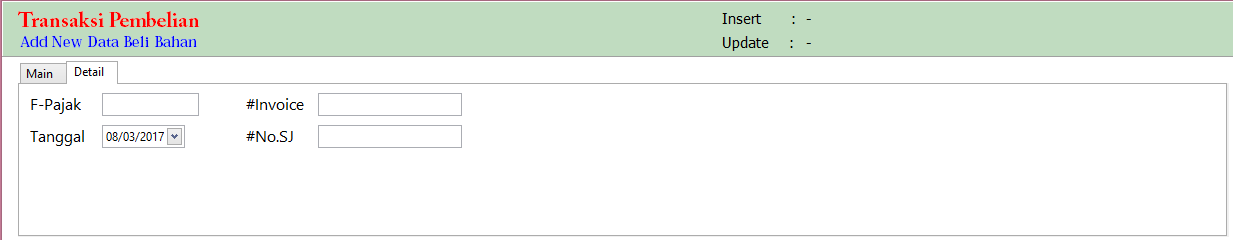 Transaksi Pembelian
Add New Data Beli Bahan
Insert : -
Update : -
Main Detail
F-Pajak #Invoice
Tanggal 08/03/2017 #No.SJ